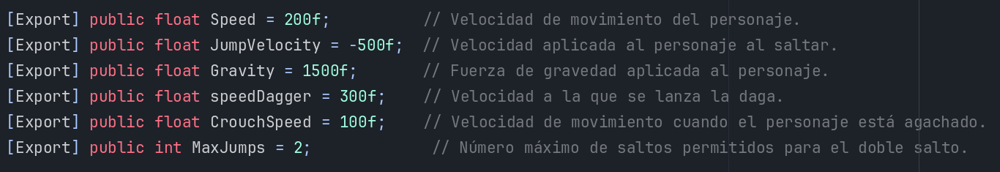 [Export] public float Speed = 200f;          // Velocidad de movimiento del personaje.
[Export] public float JumpVelocity = -500f;  // Velocidad aplicada al personaje al saltar.
[Export] public float Gravity = 1500f;       // Fuerza de gravedad aplicada al personaje.
[Export] public float speedDagger = 300f;    // Velocidad a la que se lanza la daga.
[Export] public float CrouchSpeed = 100f;    // Velocidad de movimiento cuando el personaje está agachado.
[Export] public int MaxJumps = 2;             // Número máximo de saltos permitidos para el doble salto.